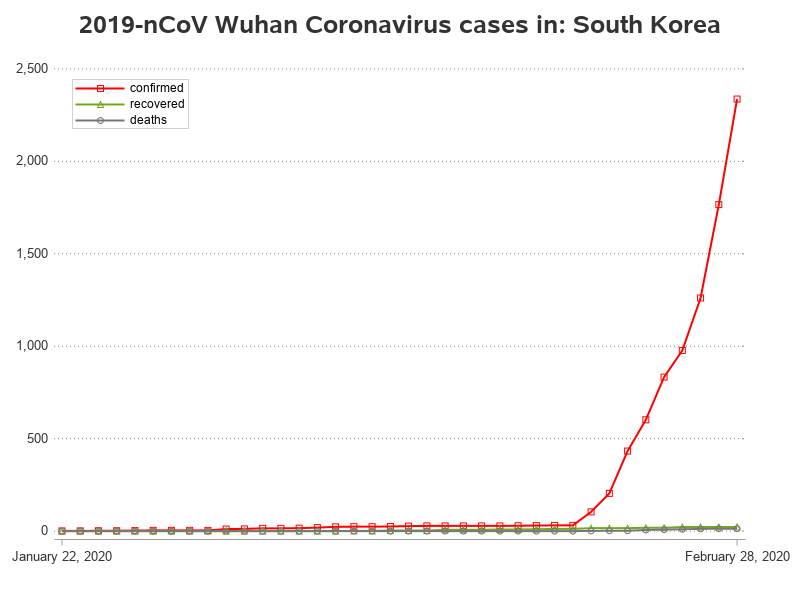 2019-nCoV Wuhan Coronavirus cases in: South Korea
2,500
confirmed
recovered
deaths
2,000
1,500
1,000
500
0
January 22, 2020
February 28, 2020